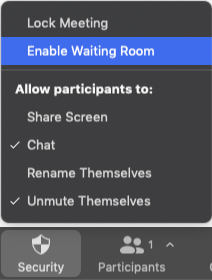 Lock Meeting
Enable Waiting Room
Allow participants to:
Share Screen
✓ Chat
Rename Themselves
✓ Unmute Themselves
1
Security
Participants